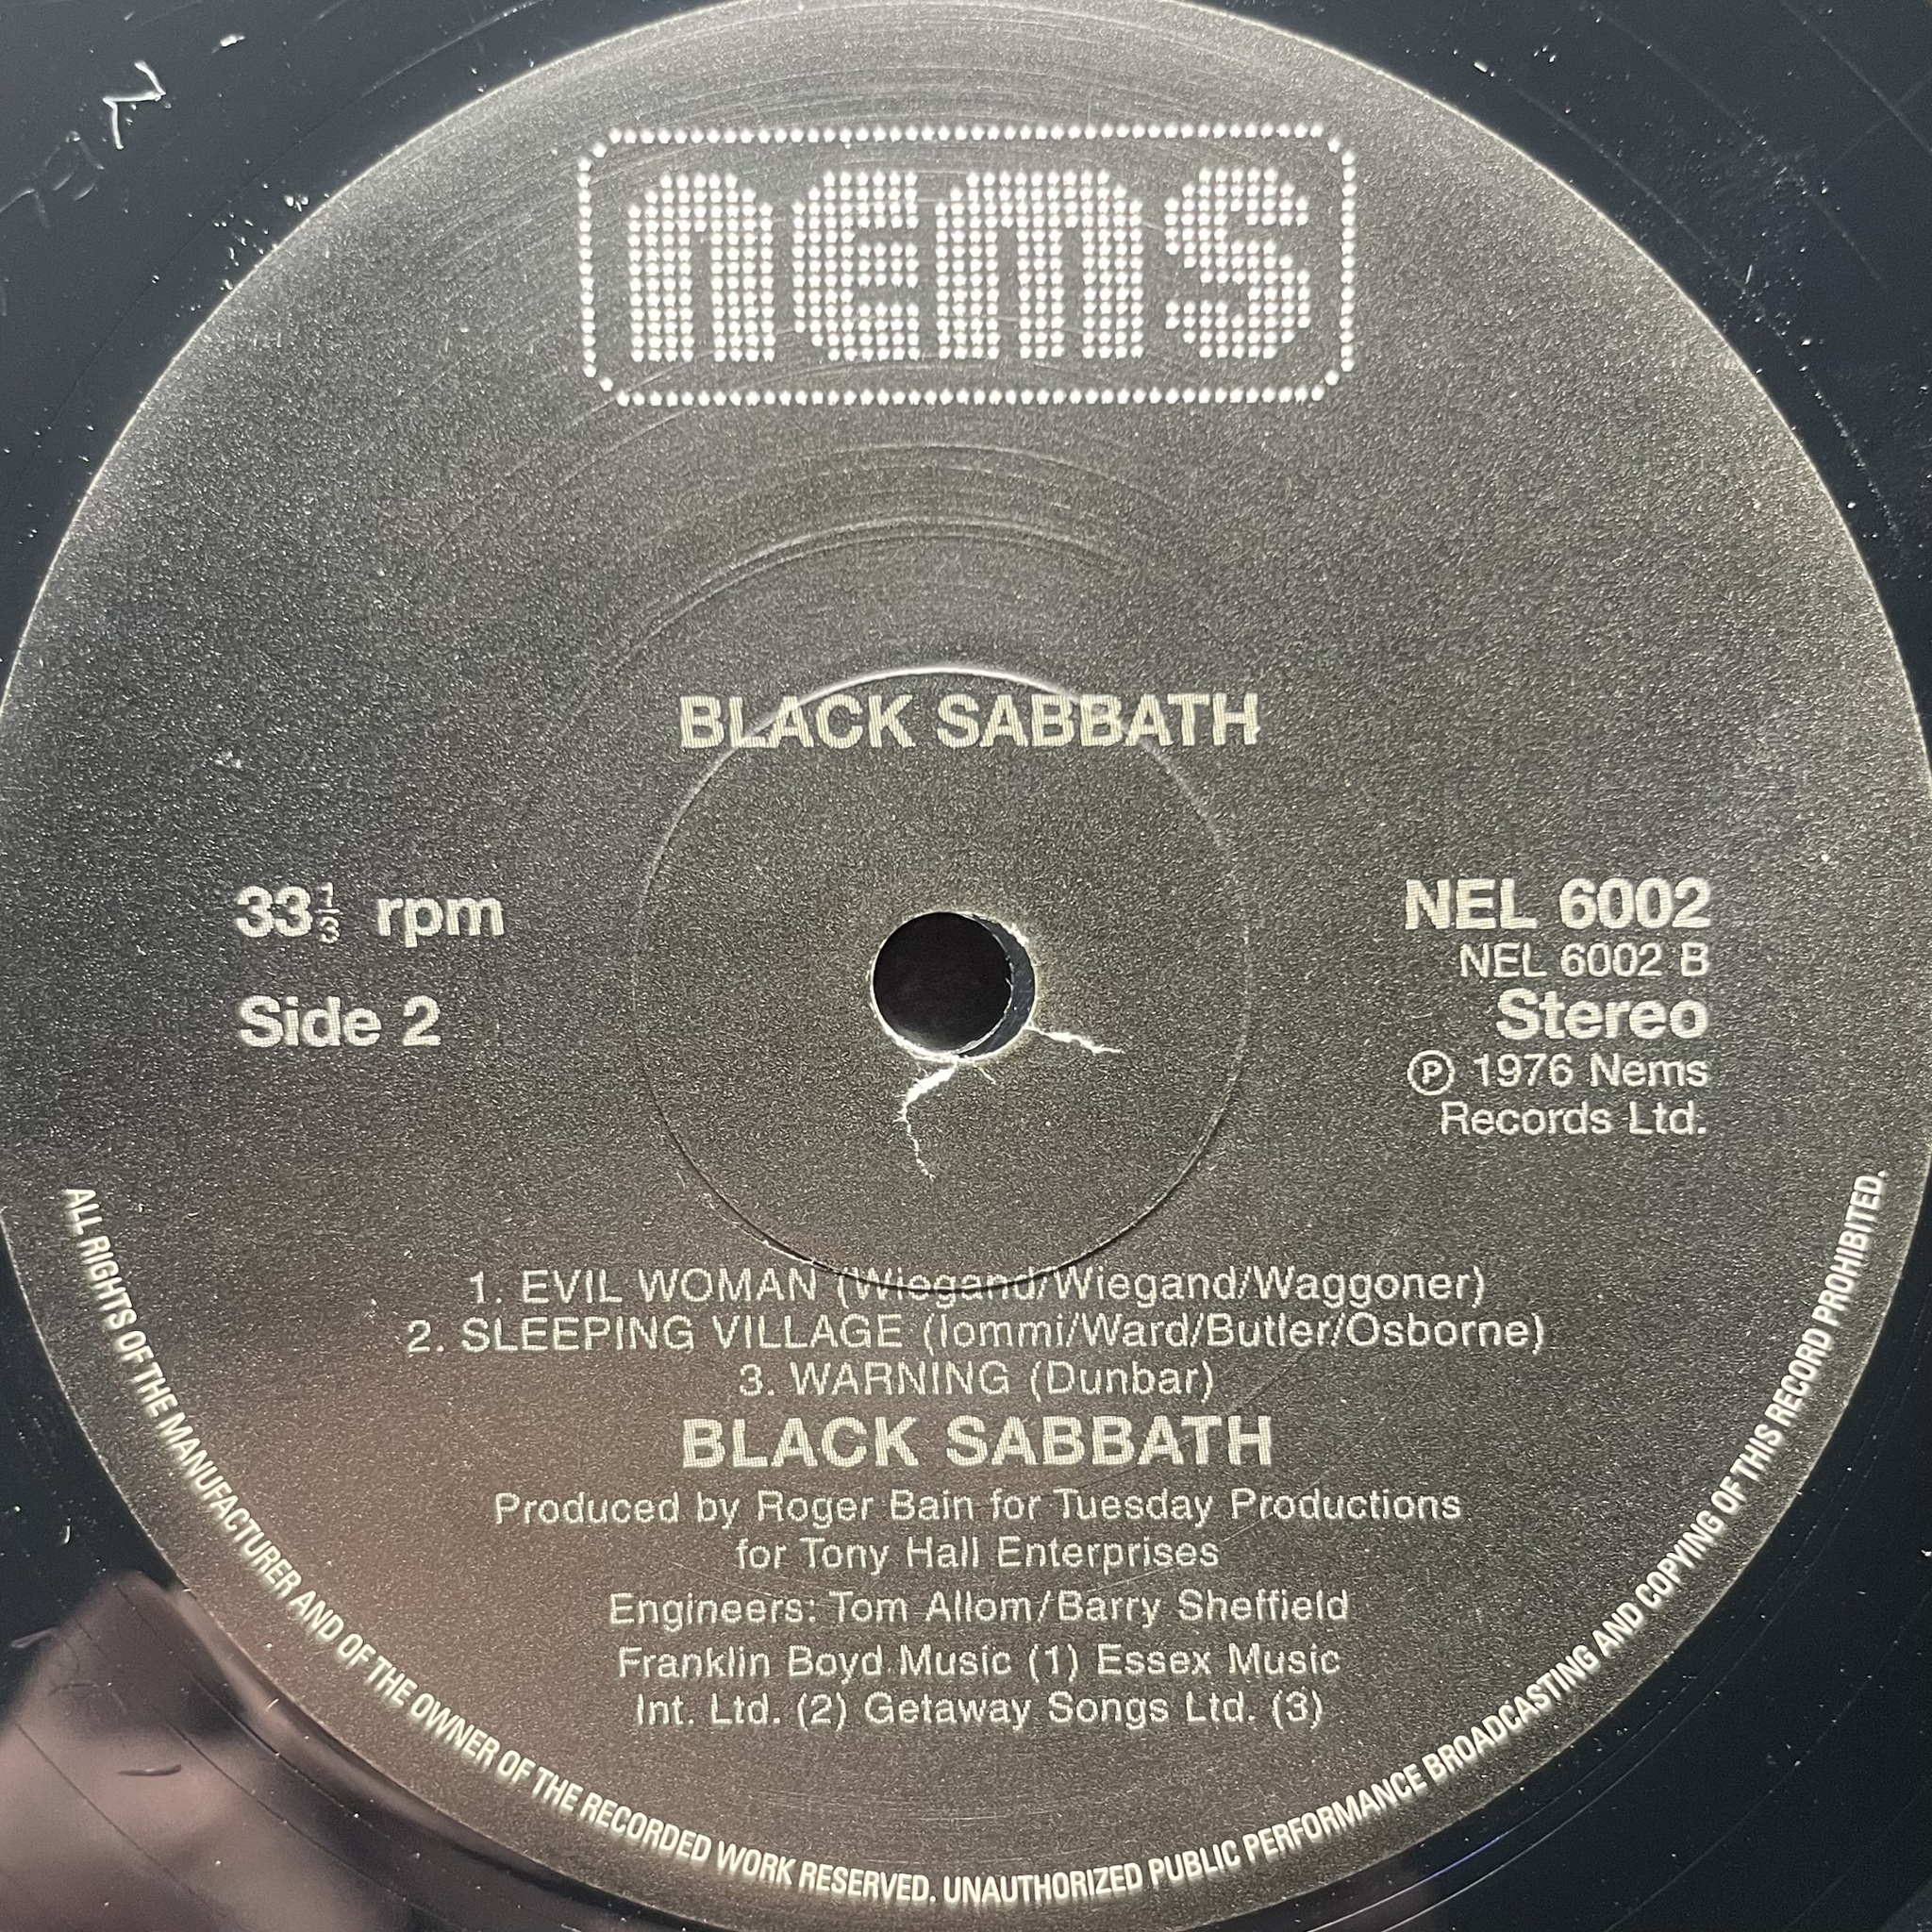 nems
BLACK SABBATH
33⅓ rpm
Side 2
NEL 6002
NEL 6002 B
Stereo
Ⓟ 1976 Nems
Records Ltd.
1. EVIL WOMAN (Wiegand/Wiegand/Waggoner)
2. SLEEPING VILLAGE (Iommi/Ward/Butler/Osborne)
3. WARNING (Dunbar)
BLACK SABBATH
Produced by Roger Bain for Tuesday Productions
for Tony Hall Enterprises
Engineers: Tom Allom/Barry Sheffield
Franklin Boyd Music (1) Essex Music
Int. Ltd. (2) Getaway Songs Ltd. (3)
ALL RIGHTS OF THE MANUFACTURER AND OF THE OWNER OF THE RECORDED WORK RESERVED. UNAUTHORIZED PUBLIC PERFORMANCE BROADCASTING AND COPYING OF THIS RECORD PROHIBITED.